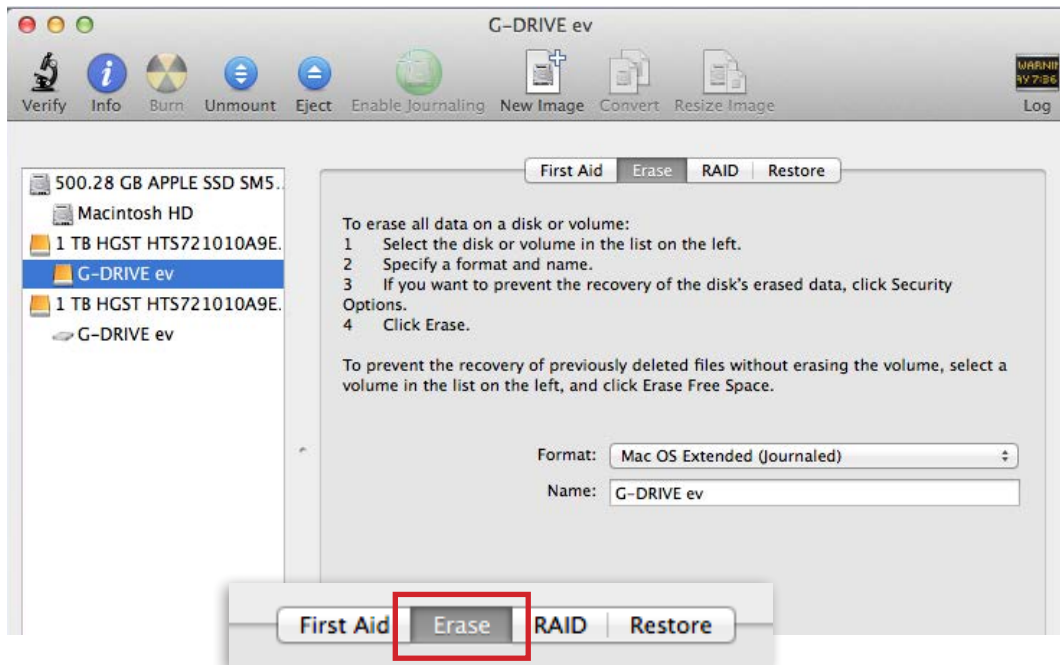 G-DRIVE ev
Verify Info Burn Unmount Eject Enable Journaling New Image Convert Resize Image Log
First Aid Erase RAID Restore
500.28 GB APPLE SSD SM5..
Macintosh HD
1 TB HGST HTS721010A9E.
G-DRIVE ev
1 TB HGST HTS721010A9E.
G-DRIVE ev
To erase all data on a disk or volume:
1 Select the disk or volume in the list on the left.
2 Specify a format and name.
3 If you want to prevent the recovery of the disk's erased data, click Security
Options.
4 Click Erase.
To prevent the recovery of previously deleted files without erasing the volume, select a
volume in the list on the left, and click Erase Free Space.
Format: Mac OS Extended (Journaled)
Name: G-DRIVE ev
First Aid Erase RAID Restore